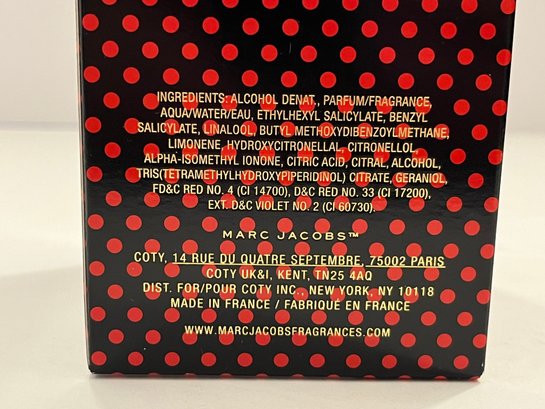 INGREDIENTS: ALCOHOL DENAT., PARFUM/FRAGRANCE,
AQUA/WATER/EAU, ETHYLHEXYL SALICYLATE, BENZYL
SALICYLATE, LINALOOL, BUTYL METHOXYDIBENZOYLMETHANE,
LIMONENE, HYDROXYCITRONELLAL, CITRONELLOL,
ALPHA-ISOMETHYL IONONE, CITRIC ACID, CITRAL, ALCOHOL,
TRIS(TETRAMETHYLHYDROXYPIPERIDINOL) CITRATE, GERANIOL,
FD&C RED NO. 4 (CI 14700), D&C RED NO. 33 (CI 17200),
EXT. D&C VIOLET NO. 2 (CI 60730).
MARC JACOBS™
COTY, 14 RUE DU QUATRE SEPTEMBRE, 75002 PARIS
COTY UK&I, KENT, TN25 4AQ
DIST. FOR/POUR COTY INC., NEW YORK, NY 10118
MADE IN FRANCE / FABRIQUÉ EN FRANCE
WWW.MARCJACOBSFRAGRANCES.COM